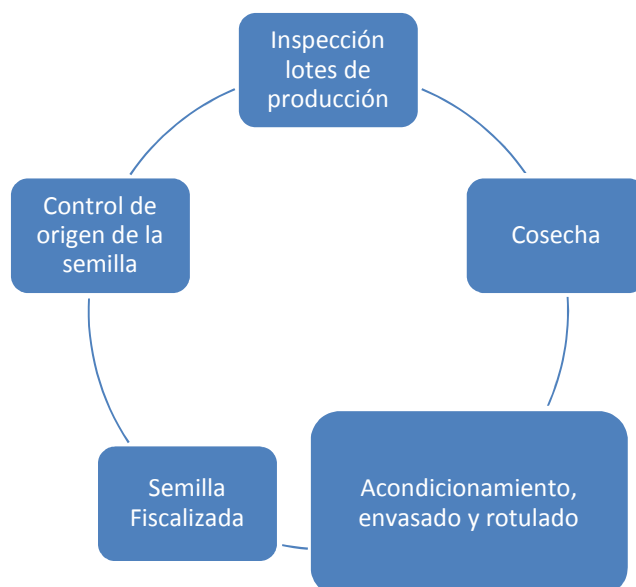 Inspección
lotes de
producción
Cosecha
Acondicionamiento,
envasado y rotulado
Semilla
Fiscalizada
Control de
origen de la
semilla